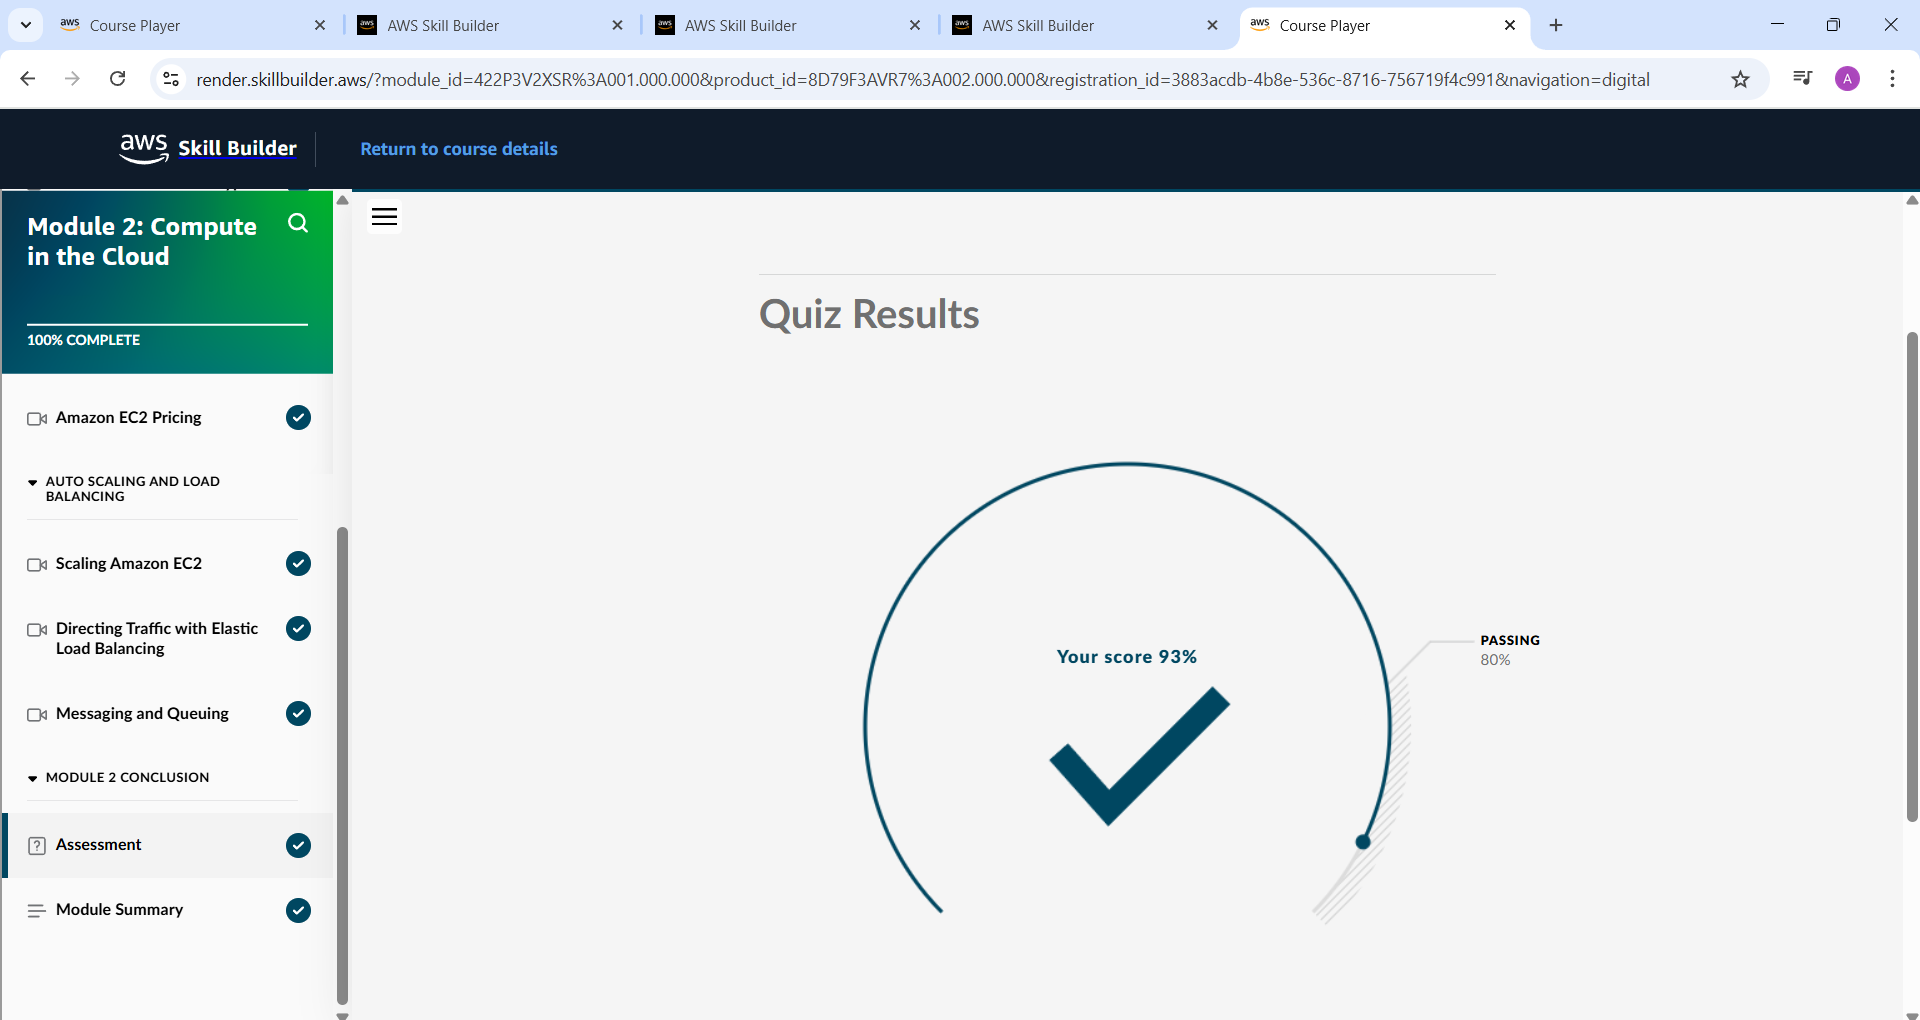 aws Course Player
aws AWS Skill Builder
aws AWS Skill Builder
aws AWS Skill Builder
aws Course Player
render.skillbuilder.aws/?module_id=422P3V2XSR%3A001.000.000&product_id=8D79F3AVR7%3A002.000.000&registration_id=3883acdb-4b8e-536c-8716-756719f4c991&navigation=digital
A
aws Skill Builder
Return to course details
Module 2: Compute
in the Cloud
100% COMPLETE
Amazon EC2 Pricing
AUTO SCALING AND LOAD
BALANCING
Scaling Amazon EC2
Directing Traffic with Elastic
Load Balancing
Messaging and Queuing
MODULE 2 CONCLUSION
? Assessment
Module Summary
Quiz Results
Your score 93%
PASSING
80%